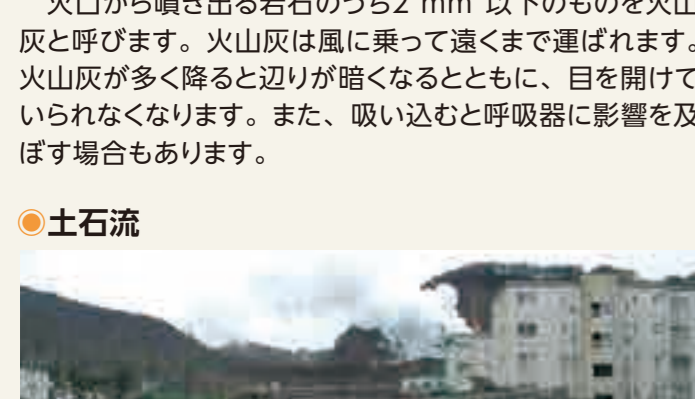 火口から噴き出る岩石のうち2 mm 以下のものを火山
灰と呼びます。火山灰は風に乗って遠くまで運ばれます。
火山灰が多く降ると辺りが暗くなるとともに、目を開けて
いられなくなります。また、吸い込むと呼吸器に影響を及
ぼす場合もあります。
土石流